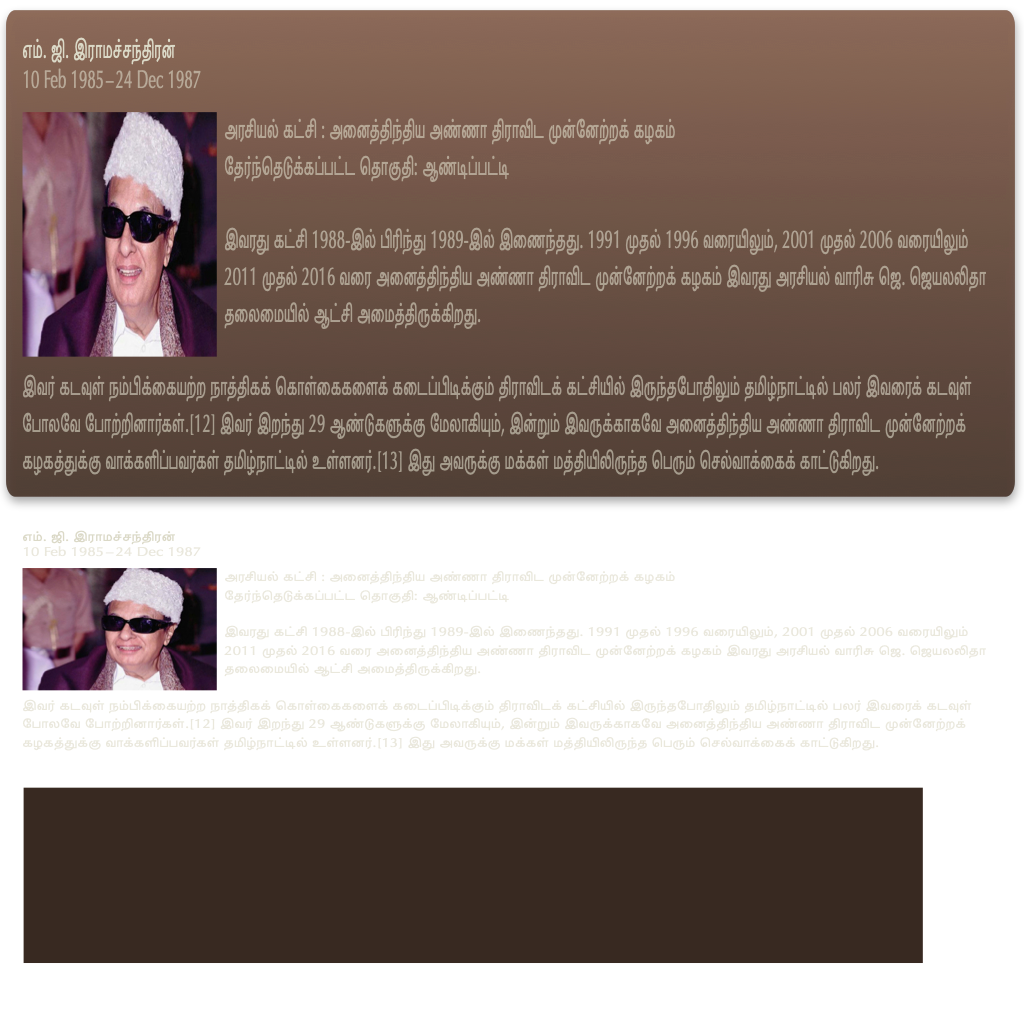 எம். ஜி. இராமச்சந்திரன்
10 Feb 1985–24 Dec 1987
அரசியல் கட்சி : அனைத்திந்திய அண்ணா திராவிட முன்னேற்றக் கழகம்
தேர்ந்தெடுக்கப்பட்ட தொகுதி: ஆண்டிப்பட்டி
இவரது கட்சி 1988-இல் பிரிந்து 1989-இல் இணைந்தது. 1991 முதல் 1996 வரையிலும், 2001 முதல் 2006 வரையிலும்
2011 முதல் 2016 வரை அனைத்திந்திய அண்ணா திராவிட முன்னேற்றக் கழகம் இவரது அரசியல் வாரிசு ஜெ. ஜெயலலிதா
தலைமையில் ஆட்சி அமைத்திருக்கிறது.
இவர் கடவுள் நம்பிக்கையற்ற நாத்திகக் கொள்கைகளைக் கடைப்பிடிக்கும் திராவிடக் கட்சியில் இருந்தபோதிலும் தமிழ்நாட்டில் பலர் இவரைக் கடவுள்
போலவே போற்றினார்கள்.[12] இவர் இறந்து 29 ஆண்டுகளுக்கு மேலாகியும், இன்றும் இவருக்காகவே அனைத்திந்திய அண்ணா திராவிட முன்னேற்றக்
கழகத்துக்கு வாக்களிப்பவர்கள் தமிழ்நாட்டில் உள்ளனர்.[13] இது அவருக்கு மக்கள் மத்தியிலிருந்த பெரும் செல்வாக்கைக் காட்டுகிறது.
எம். ஜி. இராமச்சந்திரன்
10 Feb 1985–24 Dec 1987
அரசியல் கட்சி : அனைத்திந்திய அண்ணா திராவிட முன்னேற்றக் கழகம்
தேர்ந்தெடுக்கப்பட்ட தொகுதி: ஆண்டிப்பட்டி
இவரது கட்சி 1988-இல் பிரிந்து 1989-இல் இணைந்தது. 1991 முதல் 1996 வரையிலும், 2001 முதல் 2006 வரையிலும்
2011 முதல் 2016 வரை அனைத்திந்திய அண்ணா திராவிட முன்னேற்றக் கழகம் இவரது அரசியல் வாரிசு ஜெ. ஜெயலலிதா
தலைமையில் ஆட்சி அமைத்திருக்கிறது.
இவர் கடவுள் நம்பிக்கையற்ற நாத்திகக் கொள்கைகளைக் கடைப்பிடிக்கும் திராவிடக் கட்சியில் இருந்தபோதிலும் தமிழ்நாட்டில் பலர் இவரைக் கடவுள்
போலவே போற்றினார்கள்.[12] இவர் இறந்து 29 ஆண்டுகளுக்கு மேலாகியும், இன்றும் இவருக்காகவே அனைத்திந்திய அண்ணா திராவிட முன்னேற்றக்
கழகத்துக்கு வாக்களிப்பவர்கள் தமிழ்நாட்டில் உள்ளனர்.[13] இது அவருக்கு மக்கள் மத்தியிலிருந்த பெரும் செல்வாக்கைக் காட்டுகிறது.